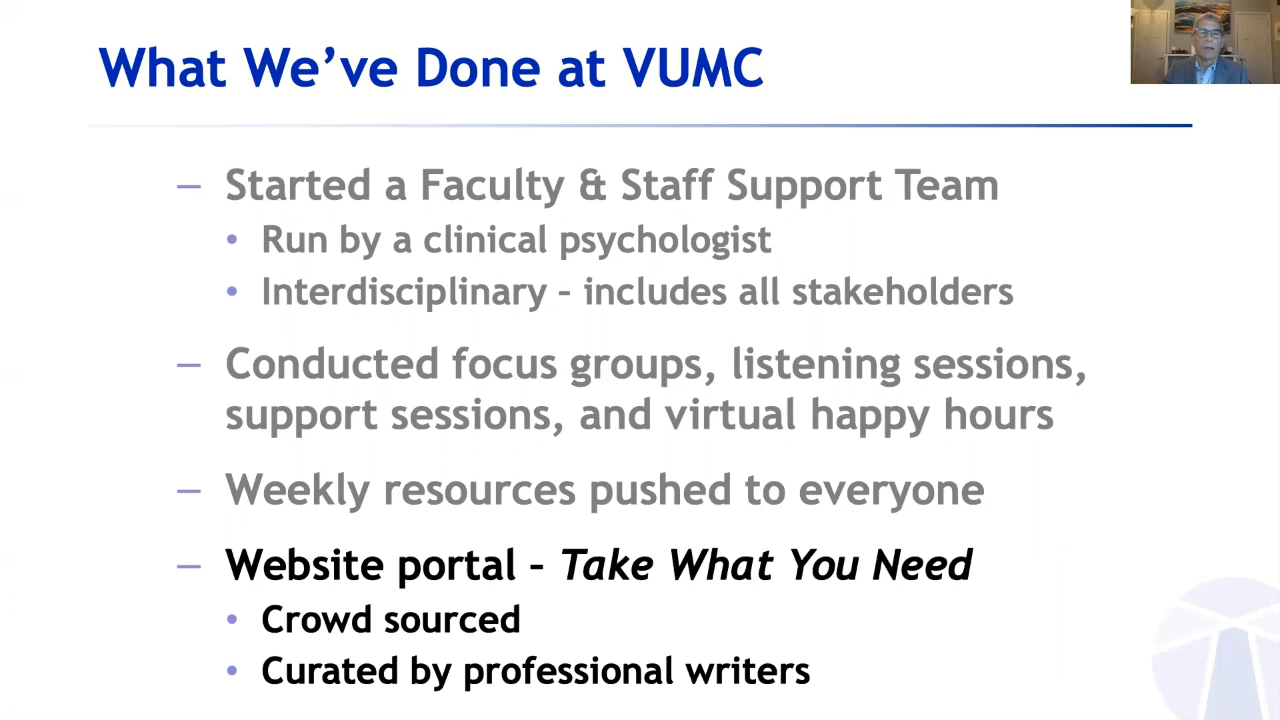 What We’ve Done at VUMC
– Started a Faculty & Staff Support Team
• Run by a clinical psychologist
• Interdisciplinary – includes all stakeholders
– Conducted focus groups, listening sessions,
support sessions, and virtual happy hours
– Weekly resources pushed to everyone
– Website portal – Take What You Need
• Crowd sourced
• Curated by professional writers